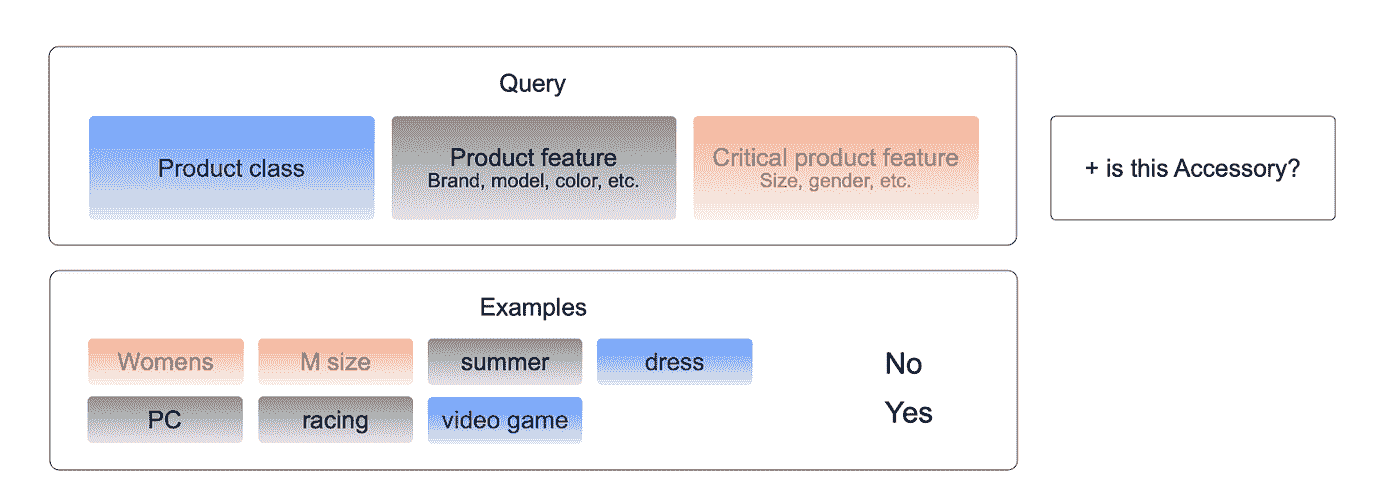 Query
Product class
Product feature
Brand, model, color, etc.
Critical product feature
Size, gender, etc.
+ is this Accessory?
Examples
Womens M size summer dress No
PC racing video game Yes